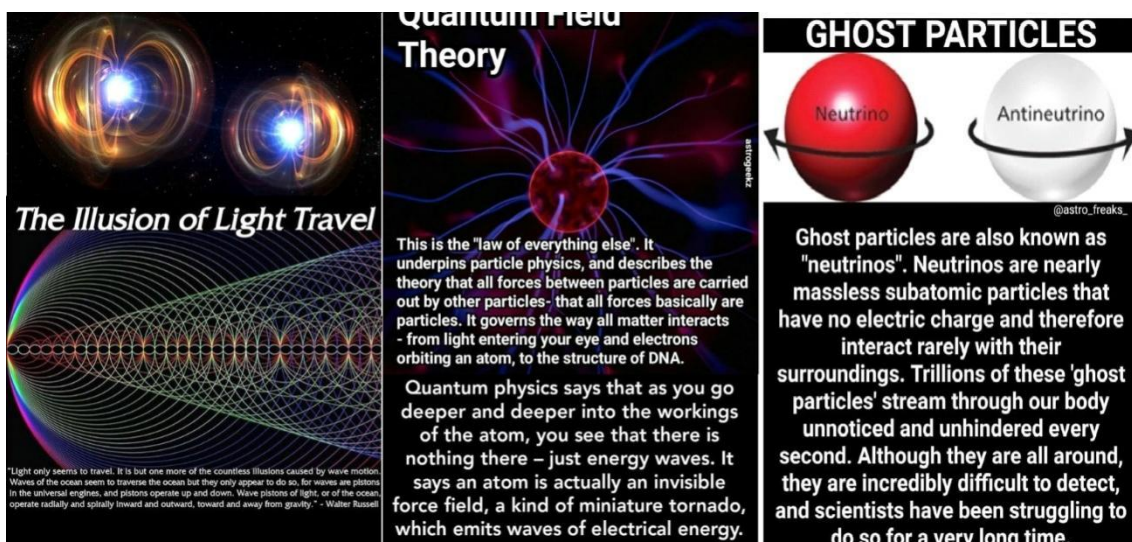 The Illusion of Light Travel
"Light only seems to travel. It is but one more of the countless illusions caused by wave motion.
Waves of the ocean seem to traverse the ocean but they only appear to do so, for waves are pistons
in the universal engines, and pistons operate up and down. Wave pistons of light, or of the ocean,
operate radially and spirally inward and outward, toward and away from gravity." - Walter Russell
Quantum Field
Theory
astrogeekz
This is the "law of everything else". It
underpins particle physics, and describes the
theory that all forces between particles are carried
out by other particles- that all forces basically are
particles. It governs the way all matter interacts
- from light entering your eye and electrons
orbiting an atom, to the structure of DNA.
Quantum physics says that as you go
deeper and deeper into the workings
of the atom, you see that there is
nothing there – just energy waves. It
says an atom is actually an invisible
force field, a kind of miniature tornado,
which emits waves of electrical energy.
GHOST PARTICLES
Neutrino
Antineutrino
@astro_freaks_
Ghost particles are also known as
"neutrinos". Neutrinos are nearly
massless subatomic particles that
have no electric charge and therefore
interact rarely with their
surroundings. Trillions of these 'ghost
particles' stream through our body
unnoticed and unhindered every
second. Although they are all around,
they are incredibly difficult to detect,
and scientists have been struggling to
do so for a very long time.